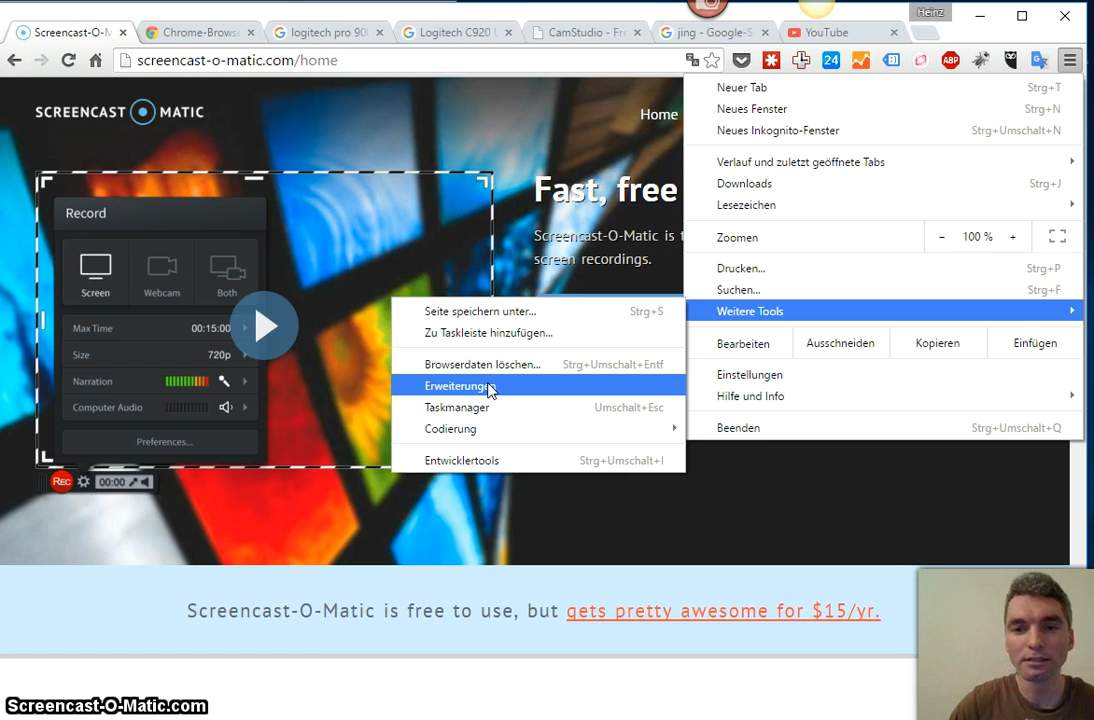 Heinz
Screencast-O-M
Chrome-Browse
logitech pro 900
Logitech C920 U
CamStudio - Fre
jing - Google-S
YouTube
screencast-o-matic.com/home
24
ABP
SCREENCAST O MATIC
Home
Fast, free
Screencast-O-Matic is
screen recordings.
Record
Screen
Webcam
Both
Max Time 00:15:00
Size 720p
Narration
Computer Audio
Preferences...
REC 00:00
Neuer Tab Strg+T
Neues Fenster Strg+N
Neues Inkognito-Fenster Strg+Umschalt+N
Verlauf und zuletzt geöffnete Tabs
Downloads Strg+J
Lesezeichen
Zoomen - 100 % +
Drucken... Strg+P
Suchen... Strg+F
Weitere Tools
Bearbeiten Ausschneiden Kopieren Einfügen
Einstellungen
Hilfe und Info
Beenden Strg+Umschalt+Q
Seite speichern unter... Strg+S
Zu Taskleiste hinzufügen...
Browserdaten löschen... Strg+Umschalt+Entf
Erweiterungen
Taskmanager Umschalt+Esc
Codierung
Entwicklertools Strg+Umschalt+I
Screencast-O-Matic is free to use, but gets pretty awesome for $15/yr.
Screencast-O-Matic.com